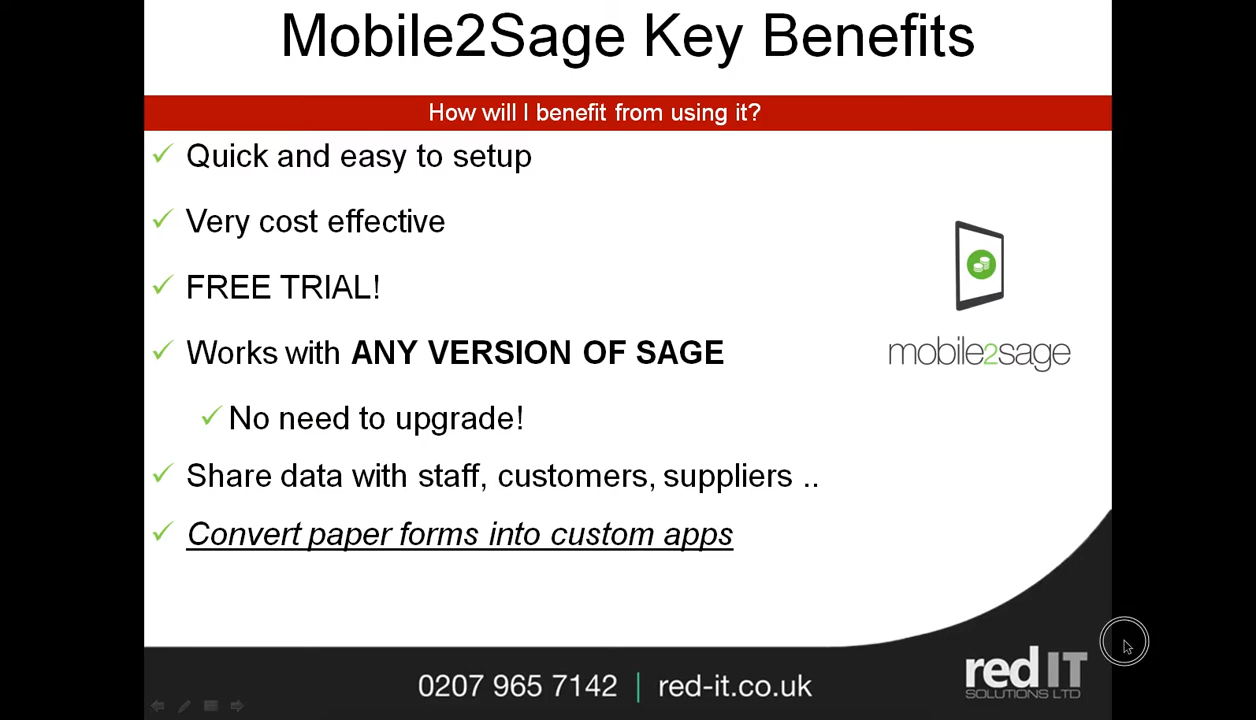 Mobile2Sage Key Benefits
How will I benefit from using it?
Quick and easy to setup
Very cost effective
FREE TRIAL!
Works with ANY VERSION OF SAGE
No need to upgrade!
Share data with staff, customers, suppliers ..
Convert paper forms into custom apps
mobile2sage
0207 965 7142 | red-it.co.uk
red IT
SOLUTIONS LTD